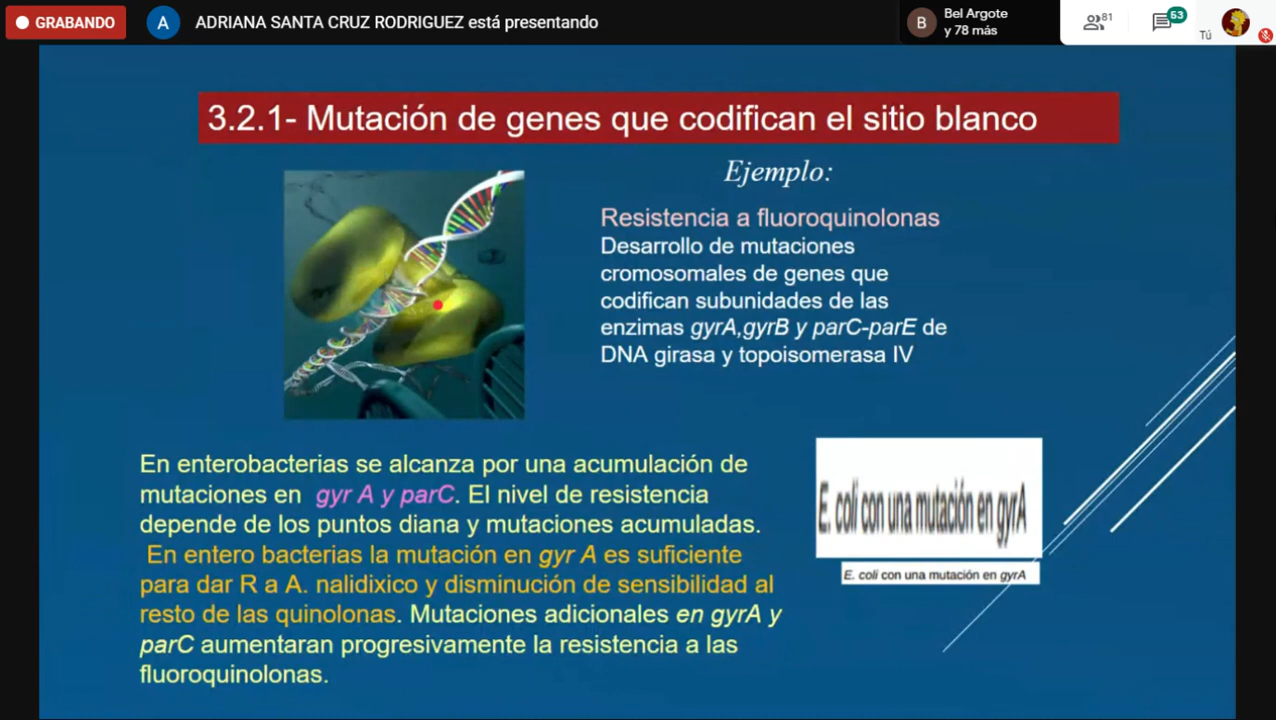 GRABANDO
A
ADRIANA SANTA CRUZ RODRIGUEZ está presentando
B
Bel Argote
y 78 más
81
53
Tú
3.2.1- Mutación de genes que codifican el sitio blanco
Ejemplo:
Resistencia a fluoroquinolonas
Desarrollo de mutaciones
cromosomales de genes que
codifican subunidades de las
enzimas gyrA,gyrB y parC-parE de
DNA girasa y topoisomerasa IV
En enterobacterias se alcanza por una acumulación de
mutaciones en gyr A y parC. El nivel de resistencia
depende de los puntos diana y mutaciones acumuladas.
En entero bacterias la mutación en gyr A es suficiente
para dar R a A. nalidixico y disminución de sensibilidad al
resto de las quinolonas. Mutaciones adicionales en gyrA y
parC aumentaran progresivamente la resistencia a las
fluoroquinolonas.
E. coli con una mutación en gyrA
E. coli con una mutación en gyrA